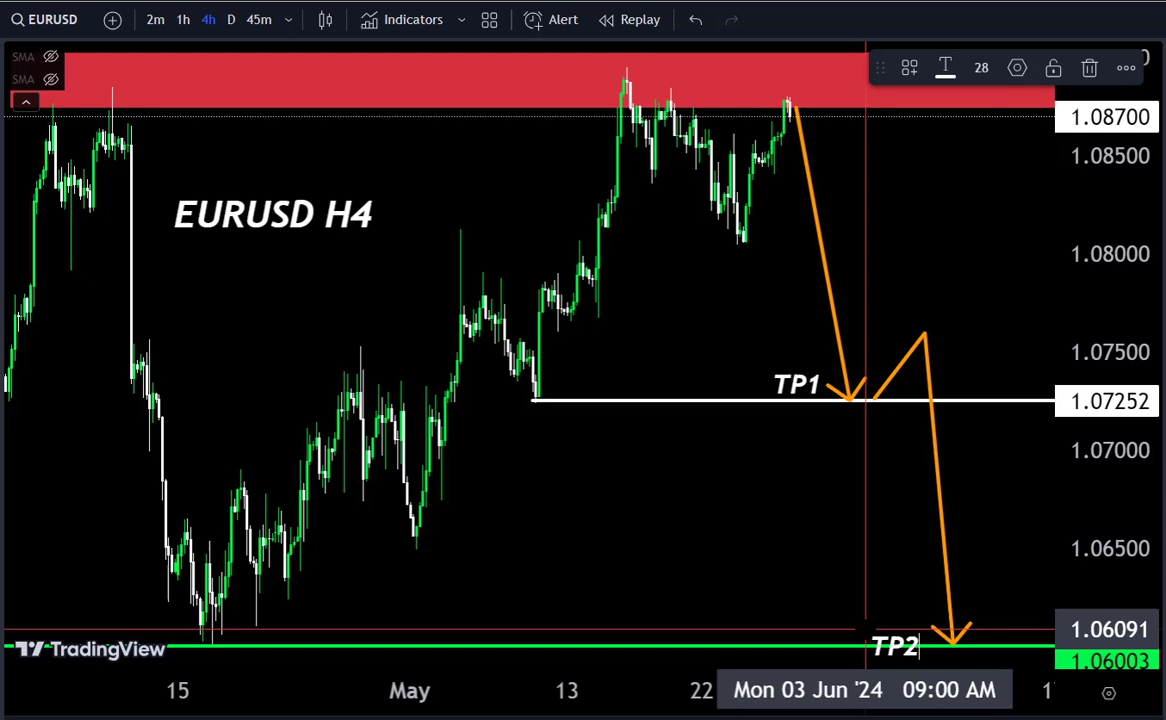 EURUSD 2m 1h 4h D 45m Indicators Alert Replay
SMA
SMA
T 28
1.08700
1.08500
EURUSD H4
1.08000
1.07500
TP1
1.07252
1.07000
1.06500
1.06091
TP2
TradingView
1.06003
15 May 13 22 Mon 03 Jun '24 09:00 AM